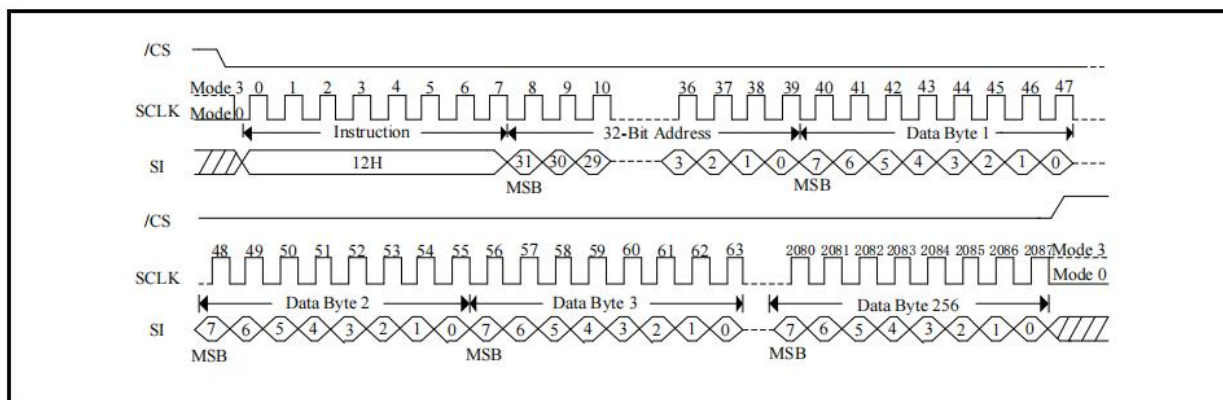 /CS
Mode 3 0 1 2 3 4 5 6 7 8 9 10 36 37 38 39 40 41 42 43 44 45 46 47
SCLK Mode 0
Instruction 32-Bit Address Data Byte 1
SI 12H 31 30 29 3 2 1 0 7 6 5 4 3 2 1 0
MSB MSB
/CS
48 49 50 51 52 53 54 55 56 57 58 59 60 61 62 63 2080 2081 2082 2083 2084 2085 2086 2087 Mode 3
SCLK Mode 0
Data Byte 2 Data Byte 3 Data Byte 256
SI 7 6 5 4 3 2 1 0 7 6 5 4 3 2 1 0 7 6 5 4 3 2 1 0
MSB MSB MSB